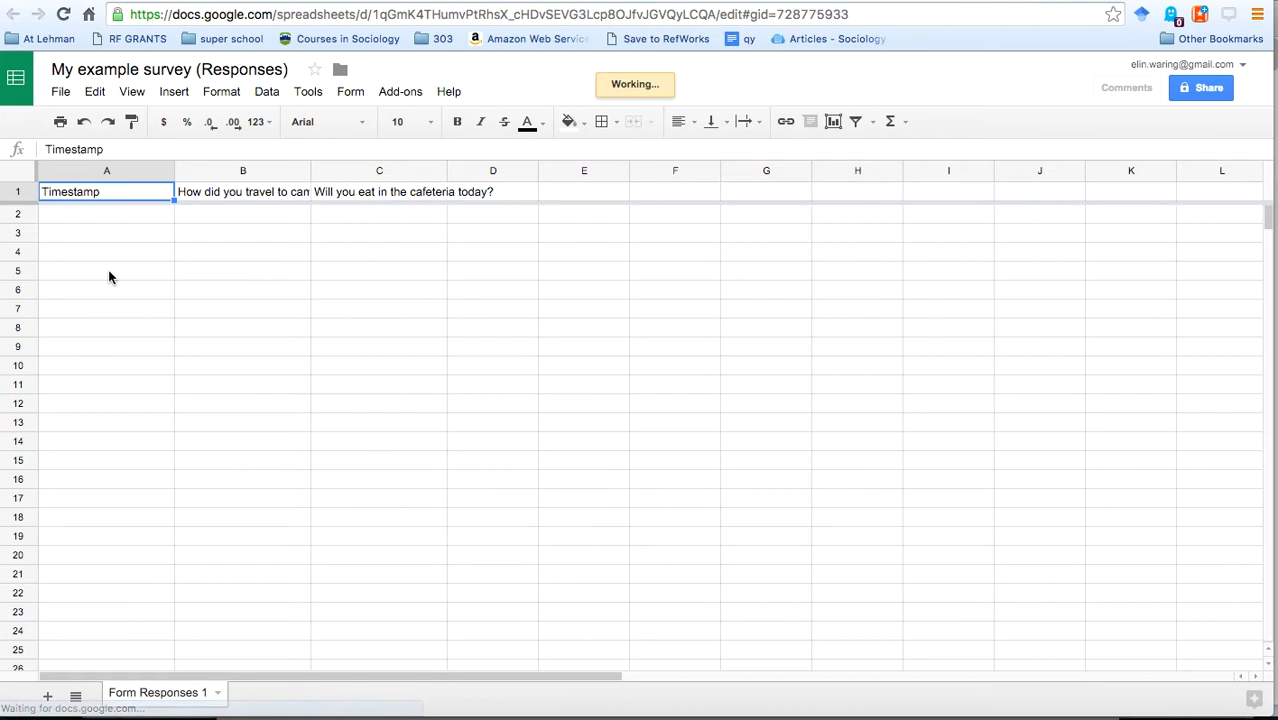 https://docs.google.com/spreadsheets/d/1qGmK4THumvPtRhsX_cHDvSEVG3Lcp8OJfvJGVQyLCQA/edit#gid=728775933
0
At Lehman RF GRANTS super school Courses in Sociology 303 Amazon Web Servic Save to RefWorks qy Articles - Sociology Other Bookmarks
My example survey (Responses)
Working...
elin.waring@gmail.com
File Edit View Insert Format Data Tools Form Add-ons Help
Comments Share
$ % .0 .00 123 Arial 10 B I S A Σ
fx Timestamp
A B C D E F G H I J K L
1 Timestamp How did you travel to cam Will you eat in the cafeteria today?
2
3
4
5
6
7
8
9
10
11
12
13
14
15
16
17
18
19
20
21
22
23
24
25
26
+ Form Responses 1
Waiting for docs.google.com...